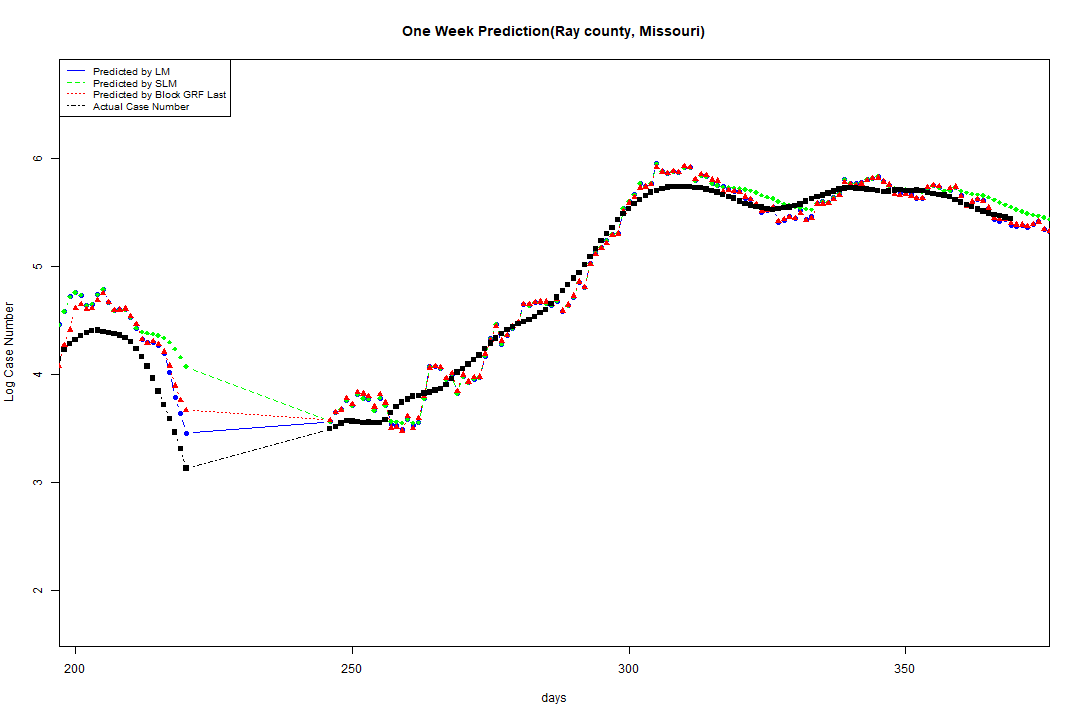 One Week Prediction(Ray county, Missouri)
Predicted by LM
Predicted by SLM
Predicted by Block GRF Last
Actual Case Number
6
5
4
3
2
Log Case Number
200 250 300 350
days